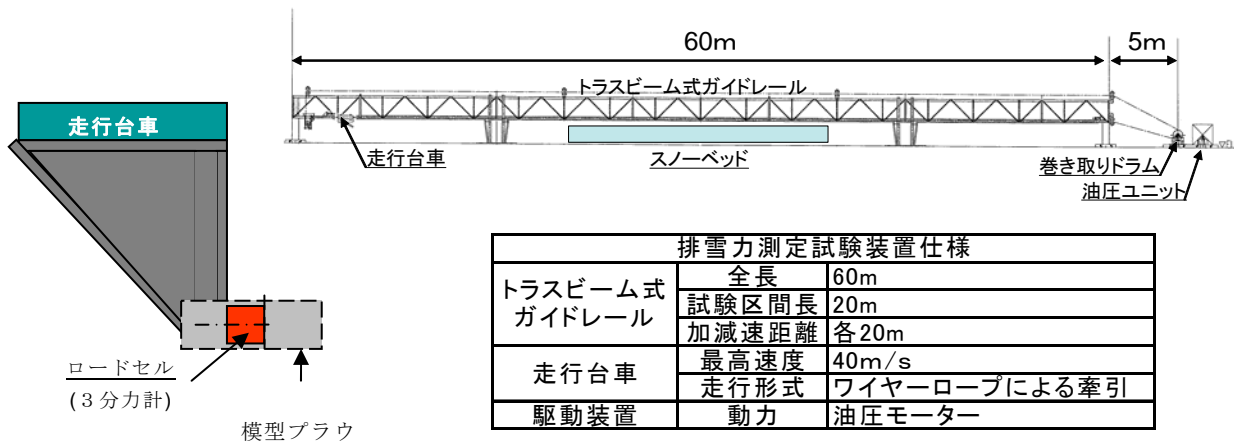 60m
5m
トラスビーム式ガイドレール
走行台車
走行台車
スノーベッド
巻き取りドラム
油圧ユニット
ロードセル
(３分力計)
模型プラウ
排雪力測定試験装置仕様
トラスビーム式
ガイドレール
全長 60m
試験区間長 20m
加減速距離 各20m
走行台車 最高速度 40m/s
走行形式 ワイヤーロープによる牽引
駆動装置 動力 油圧モーター